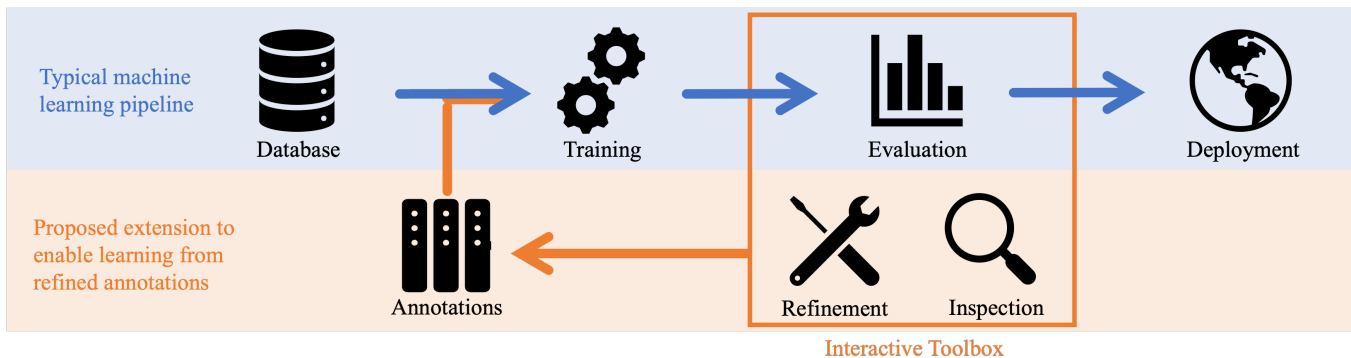 Typical machine
learning pipeline
Database
Training
Evaluation
Deployment
Proposed extension to
enable learning from
refined annotations
Annotations
Refinement
Inspection
Interactive Toolbox